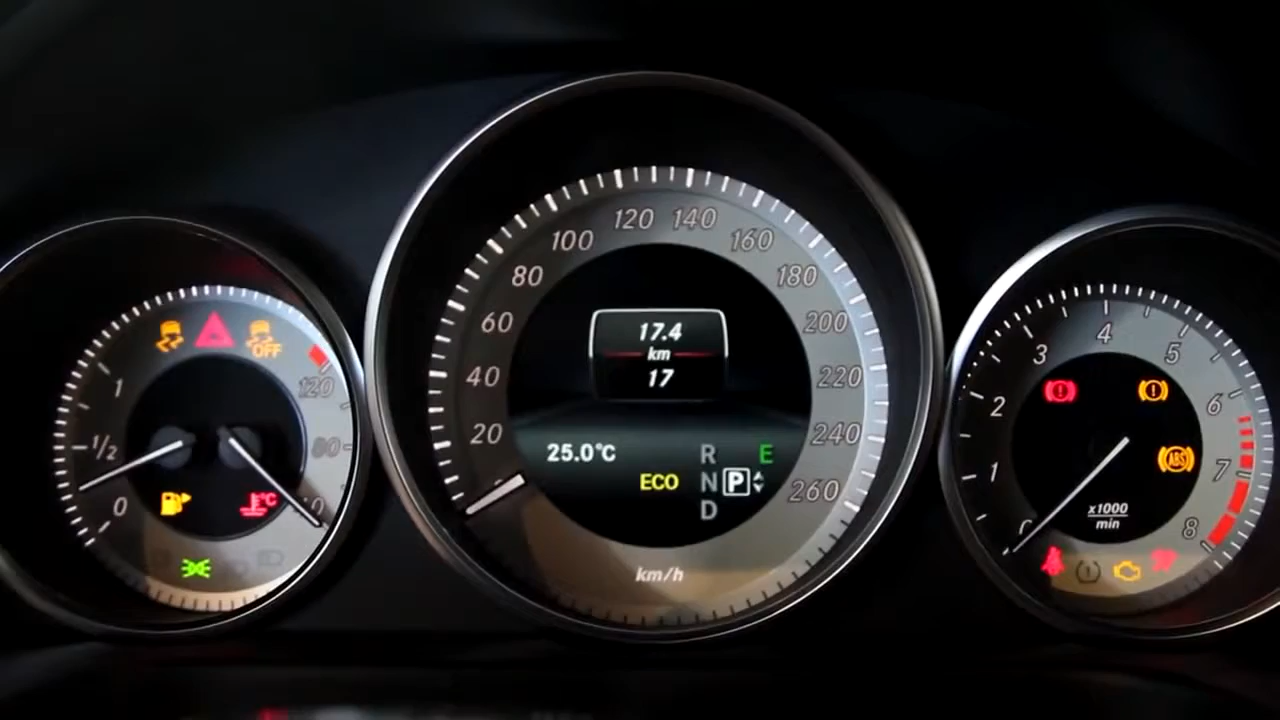 OFF
120
80
1
1/2
0
°C
120 140
100 160
80 180
60 200
40 220
20 240
260
17.4
km
17
25.0°C
ECO
R E
N P
D
km/h
4
3 5
2 6
1 7
8
ABS
x1000
min